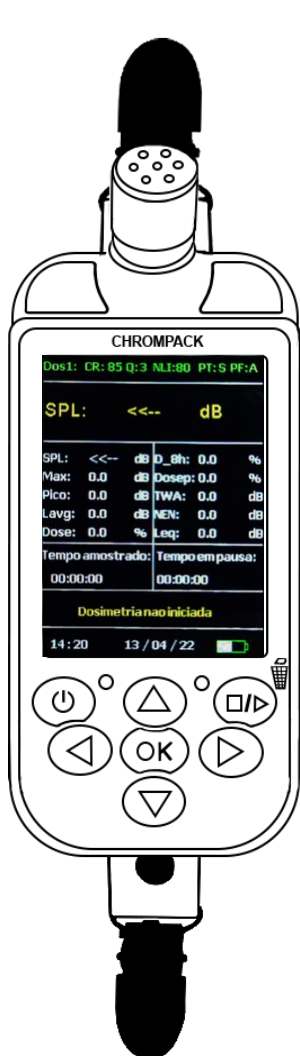 CHROMPACK
Dos1: CR: 85 Q:3 NLI:80 PT:S PF:A
SPL: <<-- dB
SPL: <<-- dB D_8h: 0.0 %
Max: 0.0 dB Dosep: 0.0 %
Pico: 0.0 dB TWA: 0.0 dB
Lavg: 0.0 dB NEN: 0.0 dB
Dose: 0.0 % Leq: 0.0 dB
Tempo amostrado: Tempo em pausa:
00:00:00 00:00:00
Dosimetria nao iniciada
14:20 13/04/22
OK